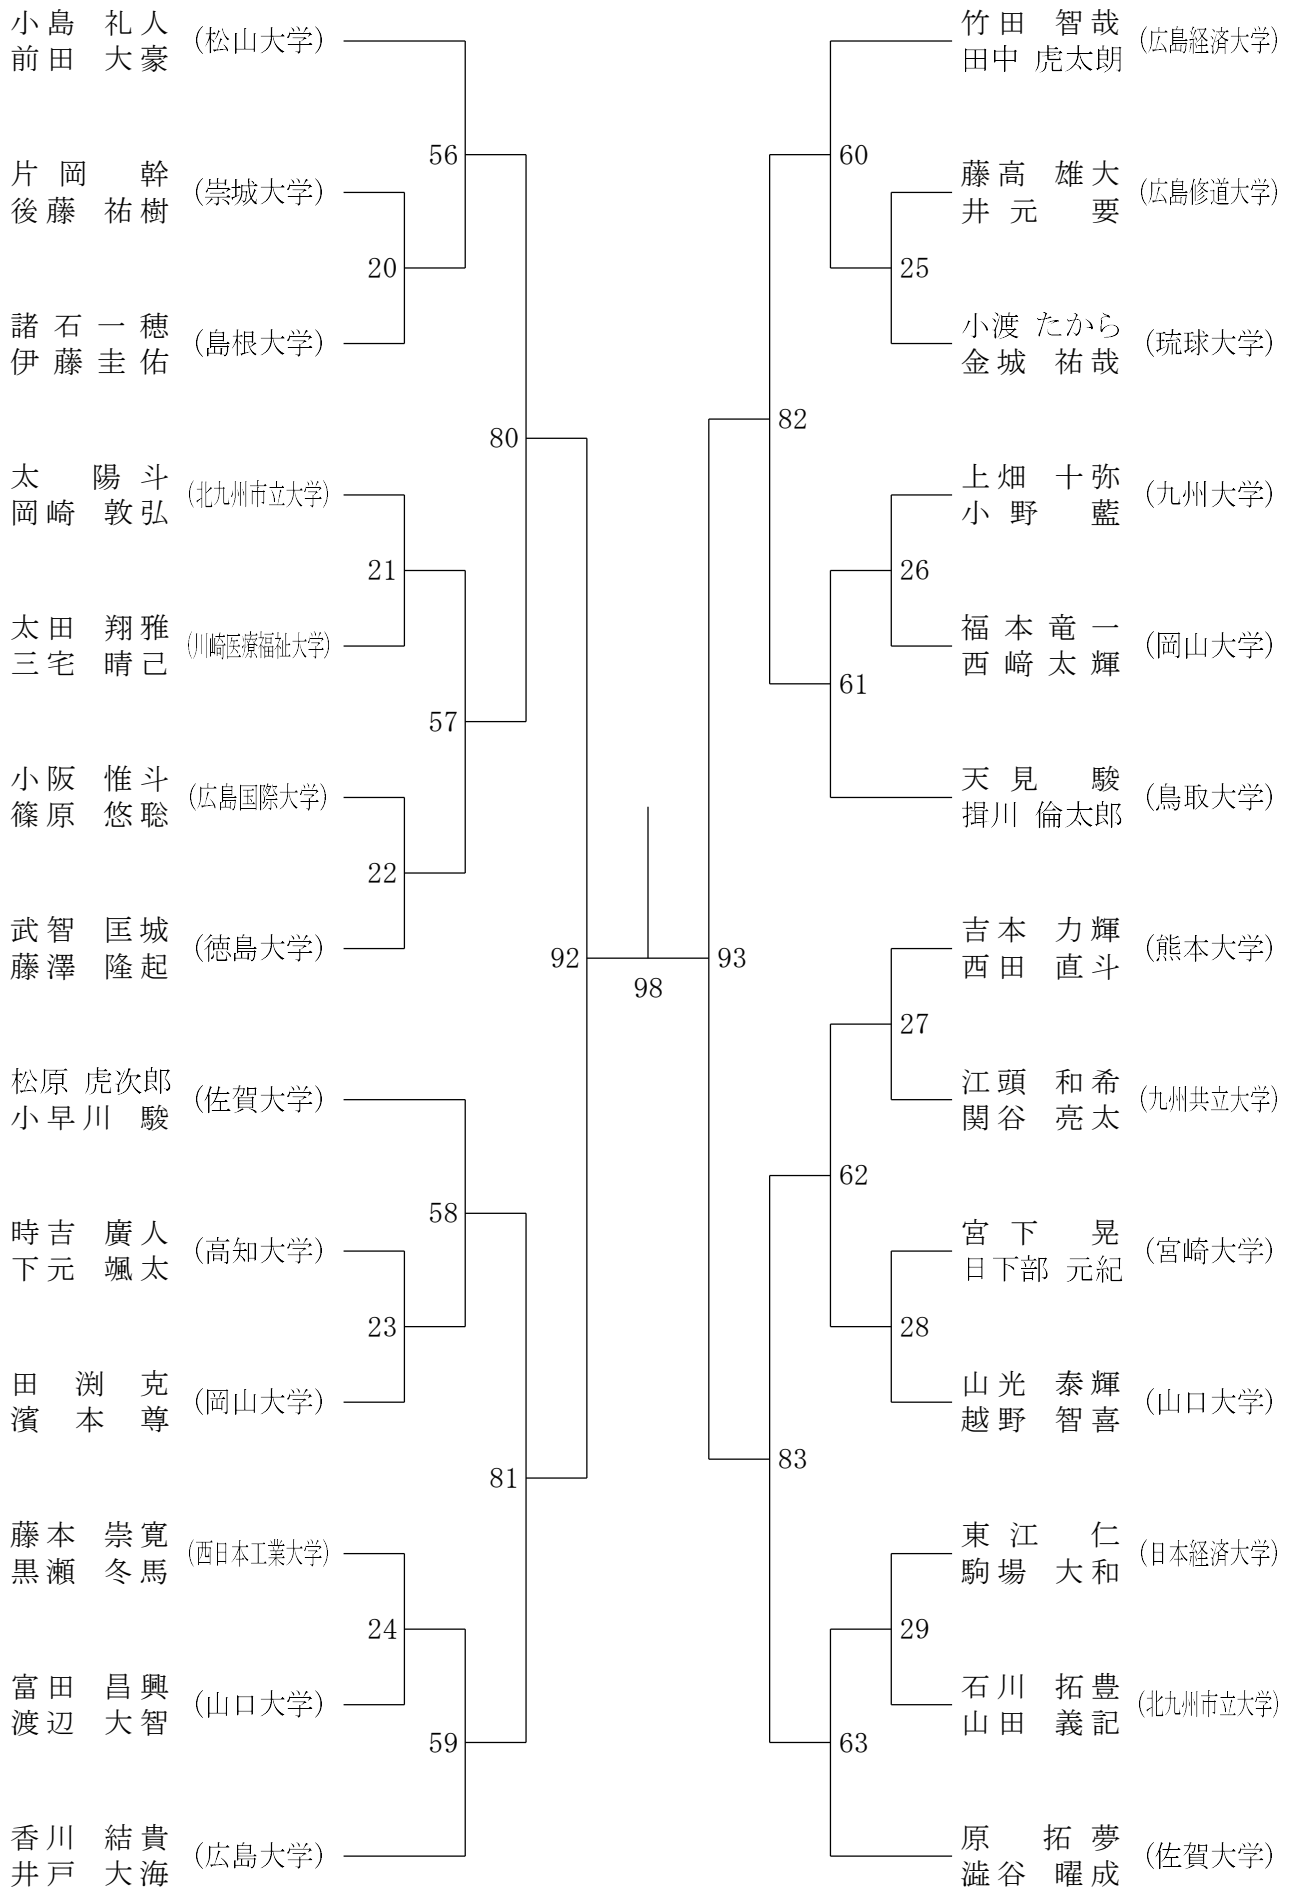 小島 礼人
前田 大豪
(松山大学)
56
片岡 幹
後藤 祐樹
(崇城大学)
20
諸石一穂
伊藤圭佑
(島根大学)
80
太 陽斗
岡崎 敦弘
(北九州市立大学)
21
太田 翔雅
三宅 晴己
(川崎医療福祉大学)
57
小阪 惟斗
篠原 悠聡
(広島国際大学)
22
武智 匡城
藤澤 隆起
(徳島大学)
92
98
松原 虎次郎
小早川 駿
(佐賀大学)
58
時吉 廣人
下元 颯太
(高知大学)
23
田渕 克
濱本 尊
(岡山大学)
81
藤本 崇寛
黒瀬 冬馬
(西日本工業大学)
24
富田 昌興
渡辺 大智
(山口大学)
59
香川 結貴
井戸 大海
(広島大学)
竹田 智哉
田中 虎太朗
(広島経済大学)
60
藤高 雄大
井元 要
(広島修道大学)
25
小渡 たから
金城 祐哉
(琉球大学)
82
上畑 十弥
小野 藍
(九州大学)
26
福本竜一
西﨑太輝
(岡山大学)
61
天見 駿
揖川 倫太郎
(鳥取大学)
93
吉本 力輝
西田 直斗
(熊本大学)
27
江頭 和希
関谷 亮太
(九州共立大学)
62
宮下 晃
日下部 元紀
(宮崎大学)
28
山光 泰輝
越野 智喜
(山口大学)
83
東江 仁
駒場 大和
(日本経済大学)
29
石川 拓豊
山田 義記
(北九州市立大学)
63
原 拓夢
澁谷 曜成
(佐賀大学)